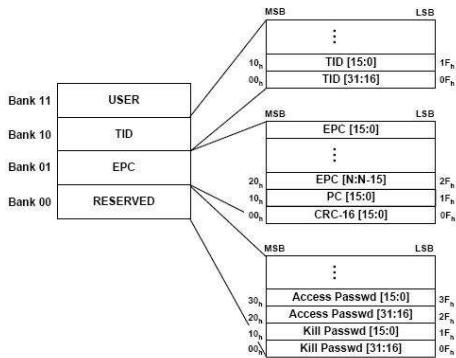 MSB LSB
⋮
10h TID [15:0] 1Fh
00h TID [31:16] 0Fh
Bank 11 USER
Bank 10 TID
Bank 01 EPC
Bank 00 RESERVED
MSB LSB
EPC [15:0]
⋮
20h EPC [N:N-15] 2Fh
10h PC [15:0] 1Fh
00h CRC-16 [15:0] 0Fh
MSB LSB
⋮
30h Access Passwd [15:0] 3Fh
20h Access Passwd [31:16] 2Fh
10h Kill Passwd [15:0] 1Fh
00h Kill Passwd [31:16] 0Fh